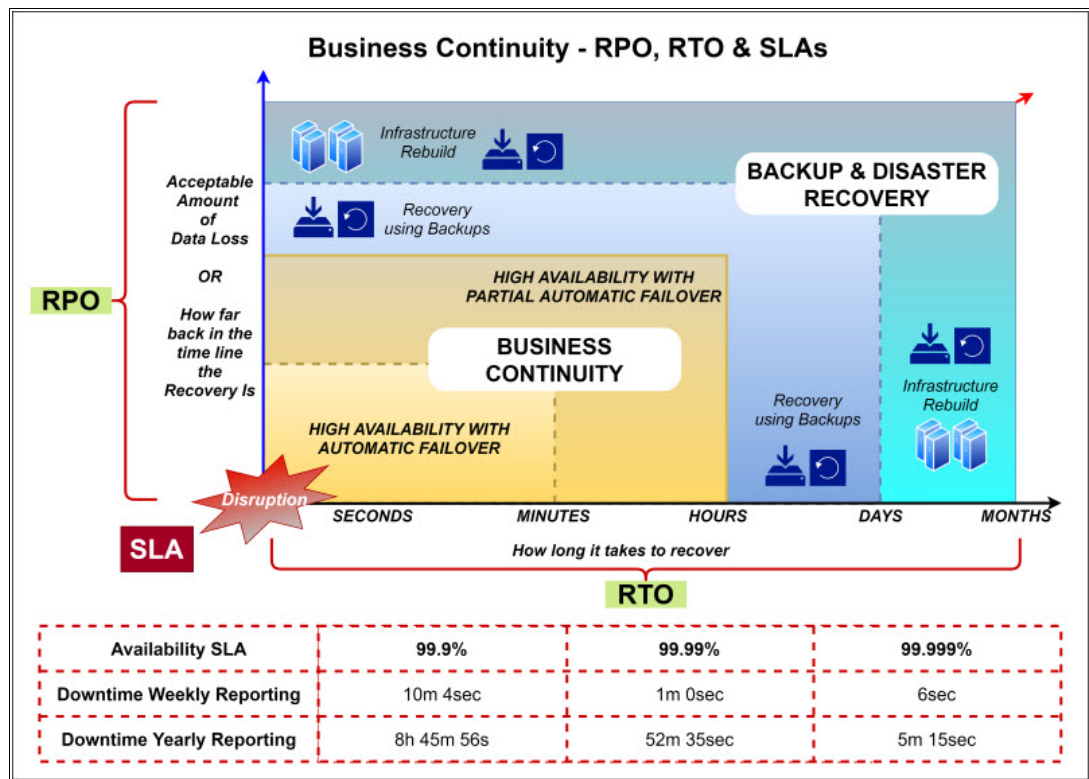 Business Continuity - RPO, RTO & SLAs
Infrastructure
Rebuild
BACKUP & DISASTER
RECOVERY
Acceptable
Amount
of
Data Loss
OR
How far
back in the
time line
the
Recovery Is
RPO
Recovery
using Backups
HIGH AVAILABILITY WITH
PARTIAL AUTOMATIC FAILOVER
BUSINESS
CONTINUITY
HIGH AVAILABILITY WITH
AUTOMATIC FAILOVER
Recovery
using Backups
Infrastructure
Rebuild
Disruption
SECONDS
MINUTES
HOURS
DAYS
MONTHS
SLA
How long it takes to recover
RTO
Availability SLA 99.9% 99.99% 99.999%
Downtime Weekly Reporting 10m 4sec 1m 0sec 6sec
Downtime Yearly Reporting 8h 45m 56s 52m 35sec 5m 15sec